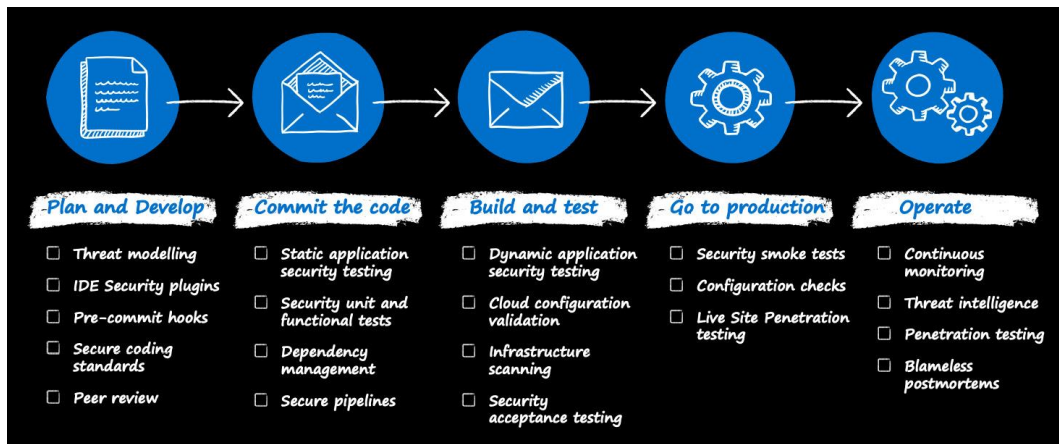 Plan and Develop
Threat modelling
IDE Security plugins
Pre-commit hooks
Secure coding
standards
Peer review
Commit the code
Static application
security testing
Security unit and
functional tests
Dependency
management
Secure pipelines
Build and test
Dynamic application
security testing
Cloud configuration
validation
Infrastructure
scanning
Security
acceptance testing
Go to production
Security smoke tests
Configuration checks
Live Site Penetration
testing
Operate
Continuous
monitoring
Threat intelligence
Penetration testing
Blameless
postmortems